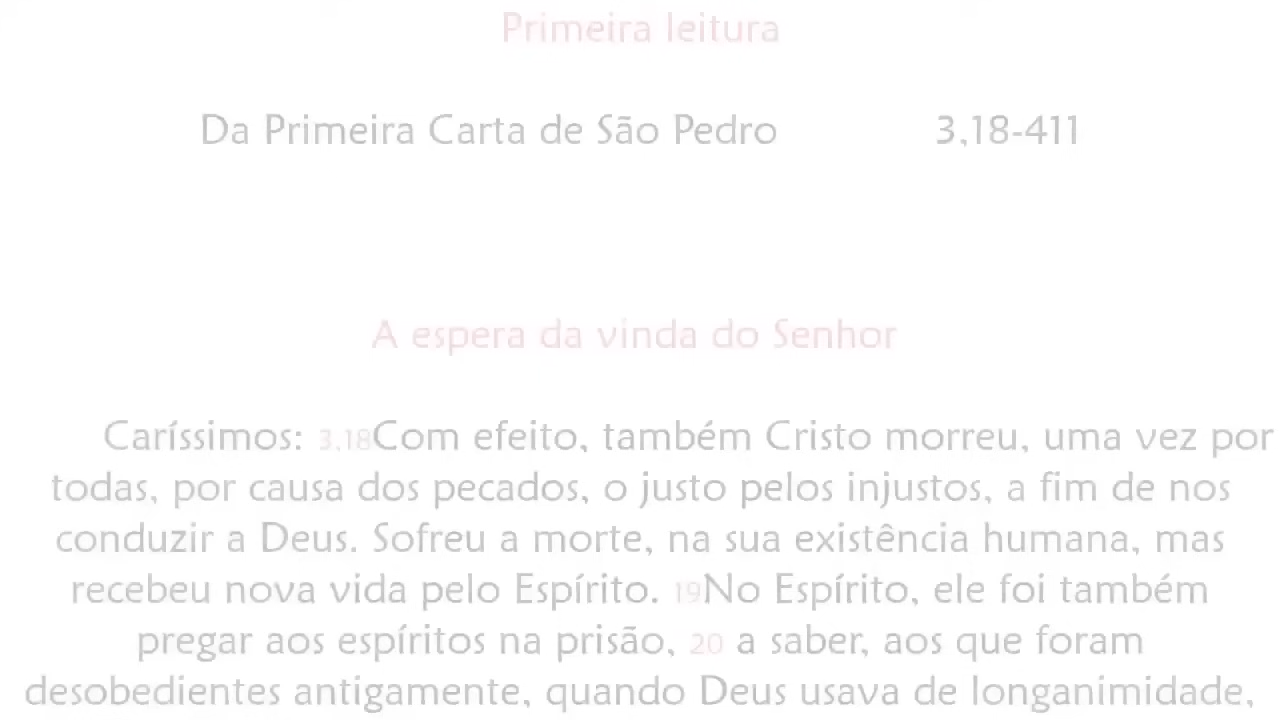 Primeira leitura
Da Primeira Carta de São Pedro 3,18-411
A espera da vinda do Senhor
Caríssimos: 3,18Com efeito, também Cristo morreu, uma vez por
todas, por causa dos pecados, o justo pelos injustos, a fim de nos
conduzir a Deus. Sofreu a morte, na sua existência humana, mas
recebeu nova vida pelo Espírito. 19No Espírito, ele foi também
pregar aos espíritos na prisão, 20 a saber, aos que foram
desobedientes antigamente, quando Deus usava de longanimidade,